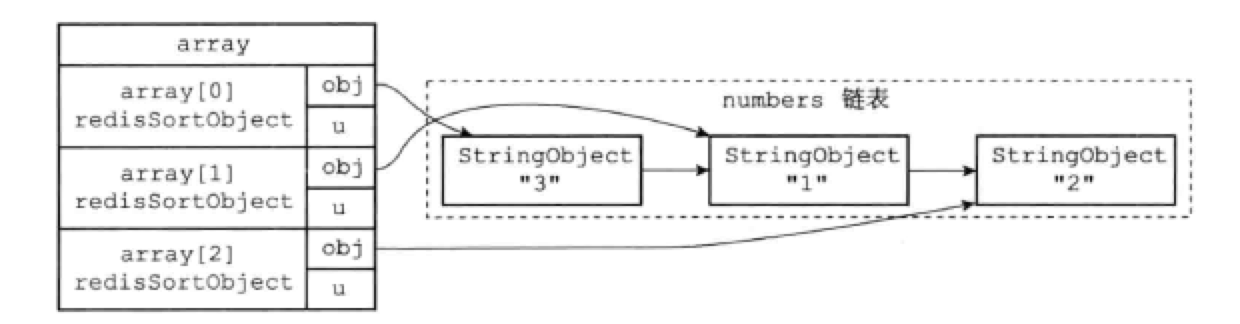 array
array[0]
redisSortObject
obj
u
array[1]
redisSortObject
obj
u
array[2]
redisSortObject
obj
u
numbers 链表
StringObject
"3"
StringObject
"1"
StringObject
"2"